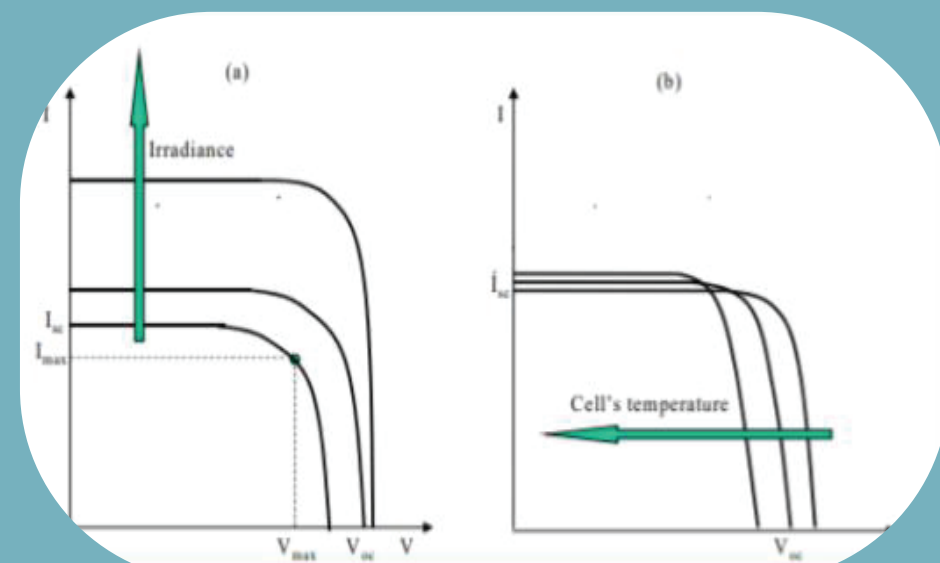 (a)
I
Irradiance
Isc
Imax
Vmax Voc V
(b)
I
Isc
Cell's temperature
Voc